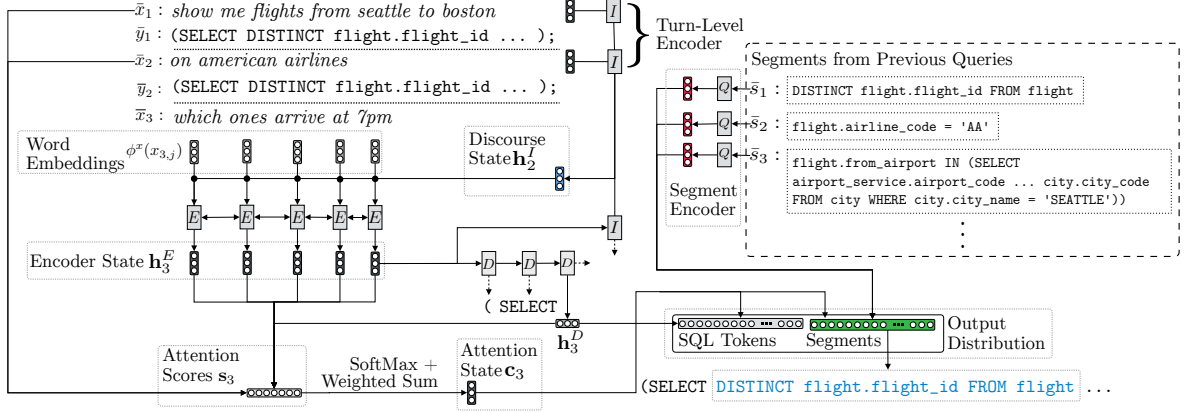 x̄₁ : show me flights from seattle to boston
ȳ₁ : (SELECT DISTINCT flight.flight_id ... );
x̄₂ : on american airlines
ȳ₂ : (SELECT DISTINCT flight.flight_id ... );
x̄₃ : which ones arrive at 7pm
I
I
Turn-Level
Encoder
Segments from Previous Queries
Q
s̄₁ : DISTINCT flight.flight_id FROM flight
Q
s̄₂ : flight.airline_code = 'AA'
Q
s̄₃ : flight.from_airport IN (SELECT
airport_service.airport_code ... city.city_code
FROM city WHERE city.city_name = 'SEATTLE'))
Segment
Encoder
Word
Embeddings φˣ(x₃,ⱼ)
Discourse
State h₂ᴵ
E E E E E
I
Encoder State h₃ᴱ
D D D
( SELECT
h₃ᴰ
SQL Tokens
Segments
Output
Distribution
Attention
Scores s₃
SoftMax +
Weighted Sum
Attention
State c₃
(SELECT DISTINCT flight.flight_id FROM flight ...